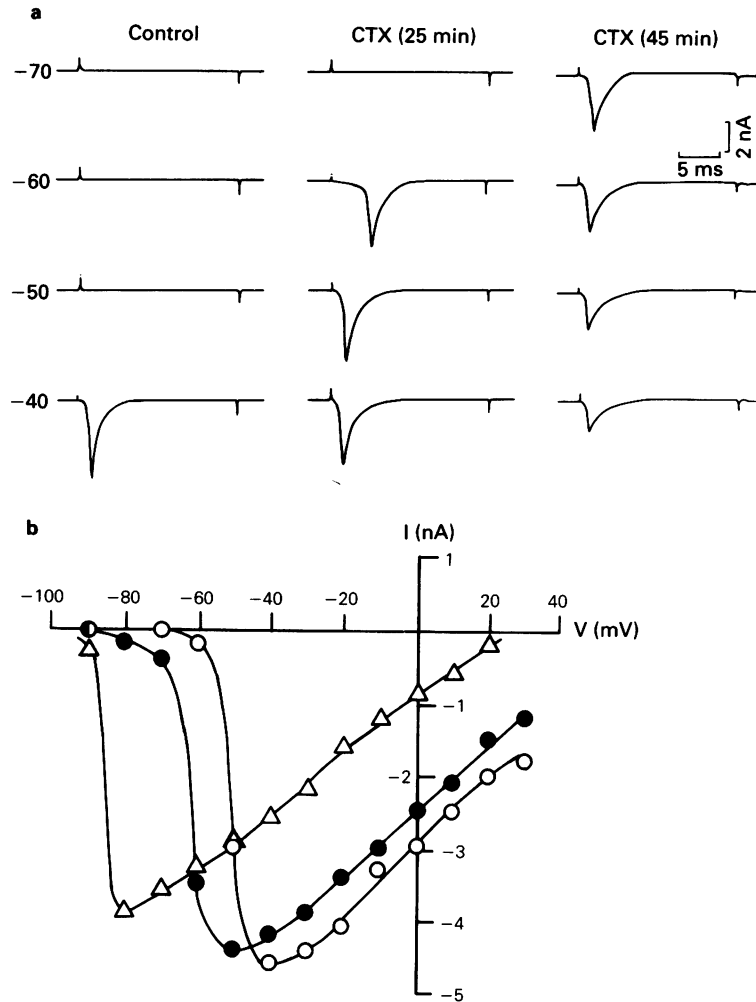 a
Control CTX (25 min) CTX (45 min)
−70
2 nA
5 ms
−60
−50
−40
b
I (nA)
1
−100 −80 −60 −40 −20 20 40
V (mV)
−1
−2
−3
−4
−5